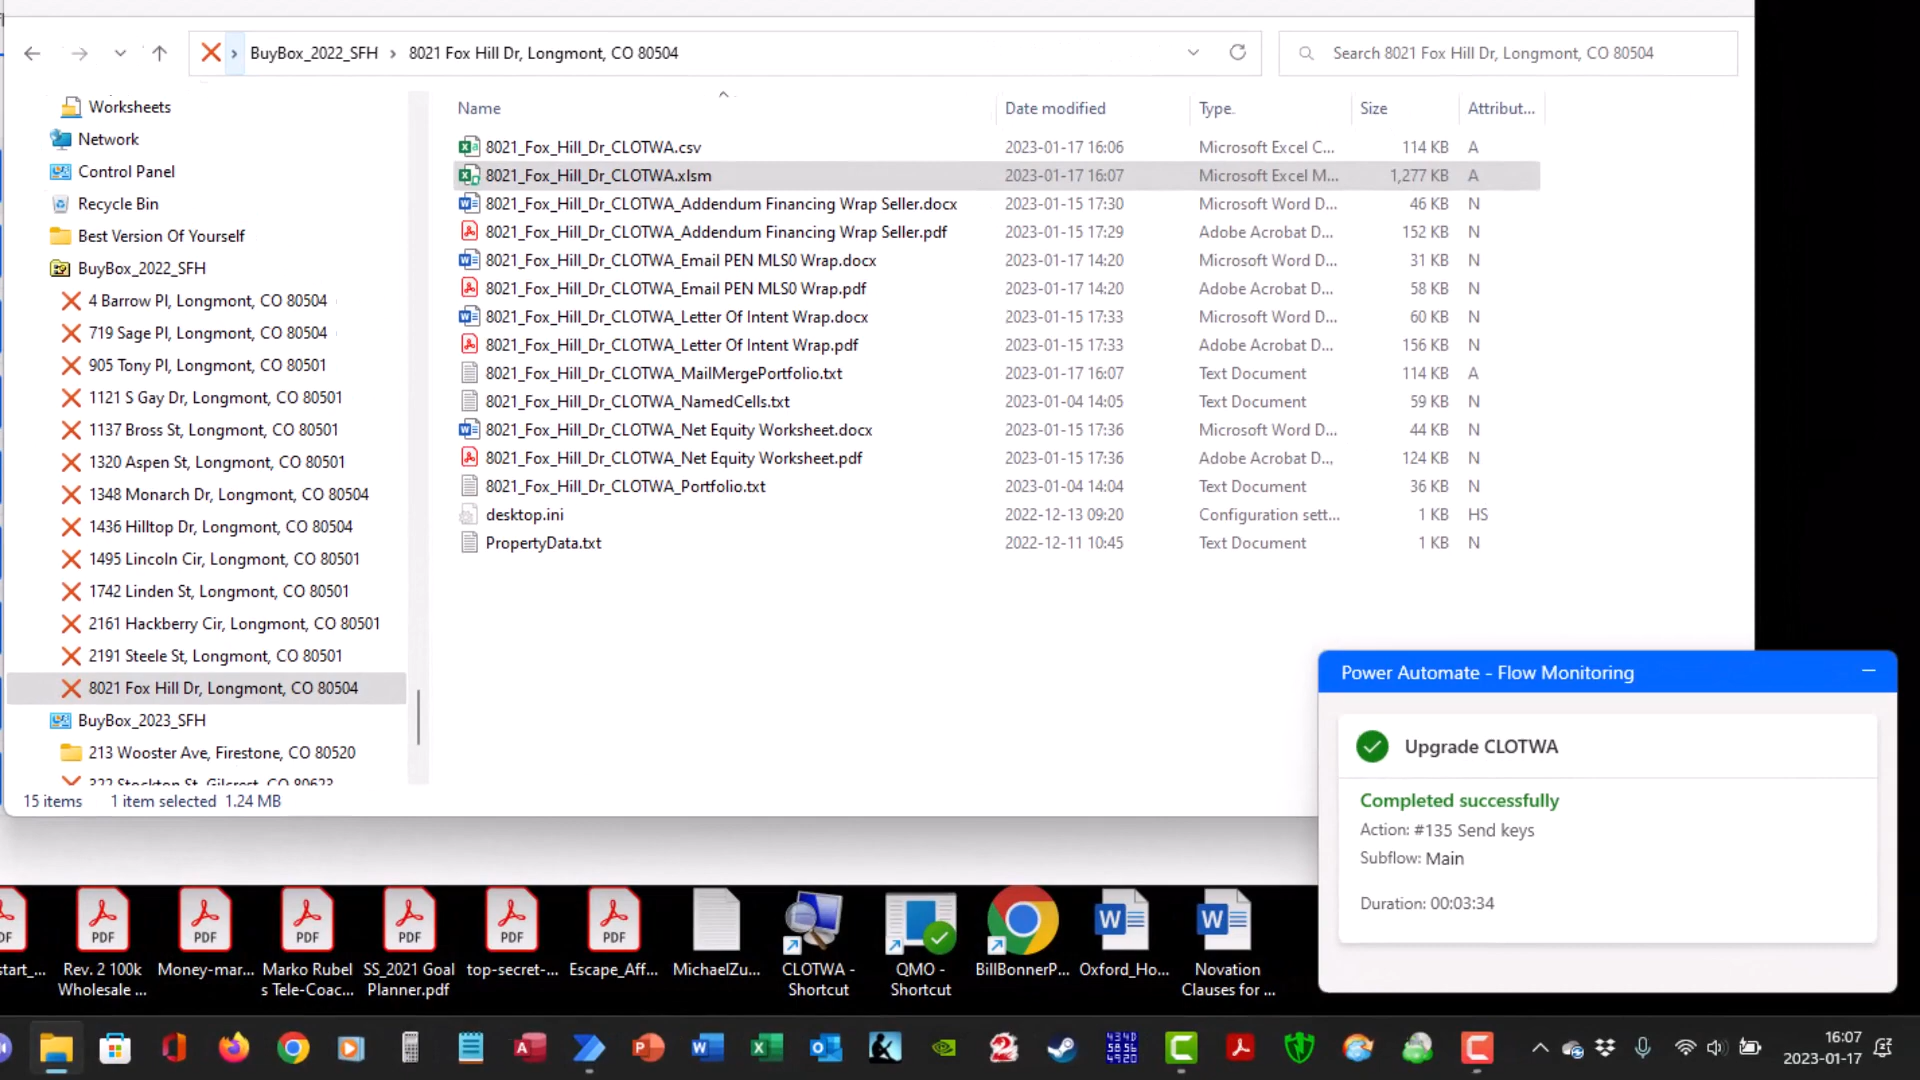 BuyBox_2022_SFH › 8021 Fox Hill Dr, Longmont, CO 80504
Search 8021 Fox Hill Dr, Longmont, CO 80504
Worksheets
Network
Control Panel
Recycle Bin
Best Version Of Yourself
BuyBox_2022_SFH
4 Barrow Pl, Longmont, CO 80504
719 Sage Pl, Longmont, CO 80504
905 Tony Pl, Longmont, CO 80501
1121 S Gay Dr, Longmont, CO 80501
1137 Bross St, Longmont, CO 80501
1320 Aspen St, Longmont, CO 80501
1348 Monarch Dr, Longmont, CO 80504
1436 Hilltop Dr, Longmont, CO 80504
1495 Lincoln Cir, Longmont, CO 80501
1742 Linden St, Longmont, CO 80501
2161 Hackberry Cir, Longmont, CO 80501
2191 Steele St, Longmont, CO 80501
8021 Fox Hill Dr, Longmont, CO 80504
BuyBox_2023_SFH
213 Wooster Ave, Firestone, CO 80520
322 Stockton St, Gilcrest, CO 80623
Name Date modified Type Size Attribut...
8021_Fox_Hill_Dr_CLOTWA.csv 2023-01-17 16:06 Microsoft Excel C... 114 KB A
8021_Fox_Hill_Dr_CLOTWA.xlsm 2023-01-17 16:07 Microsoft Excel M... 1,277 KB A
8021_Fox_Hill_Dr_CLOTWA_Addendum Financing Wrap Seller.docx 2023-01-15 17:30 Microsoft Word D... 46 KB N
8021_Fox_Hill_Dr_CLOTWA_Addendum Financing Wrap Seller.pdf 2023-01-15 17:29 Adobe Acrobat D... 152 KB N
8021_Fox_Hill_Dr_CLOTWA_Email PEN MLS0 Wrap.docx 2023-01-17 14:20 Microsoft Word D... 31 KB N
8021_Fox_Hill_Dr_CLOTWA_Email PEN MLS0 Wrap.pdf 2023-01-17 14:20 Adobe Acrobat D... 58 KB N
8021_Fox_Hill_Dr_CLOTWA_Letter Of Intent Wrap.docx 2023-01-15 17:33 Microsoft Word D... 60 KB N
8021_Fox_Hill_Dr_CLOTWA_Letter Of Intent Wrap.pdf 2023-01-15 17:33 Adobe Acrobat D... 156 KB N
8021_Fox_Hill_Dr_CLOTWA_MailMergePortfolio.txt 2023-01-17 16:07 Text Document 114 KB A
8021_Fox_Hill_Dr_CLOTWA_NamedCells.txt 2023-01-04 14:05 Text Document 59 KB N
8021_Fox_Hill_Dr_CLOTWA_Net Equity Worksheet.docx 2023-01-15 17:36 Microsoft Word D... 44 KB N
8021_Fox_Hill_Dr_CLOTWA_Net Equity Worksheet.pdf 2023-01-15 17:36 Adobe Acrobat D... 124 KB N
8021_Fox_Hill_Dr_CLOTWA_Portfolio.txt 2023-01-04 14:04 Text Document 36 KB N
desktop.ini 2022-12-13 09:20 Configuration sett... 1 KB HS
PropertyData.txt 2022-12-11 10:45 Text Document 1 KB N
15 items 1 item selected 1.24 MB
Power Automate - Flow Monitoring
Upgrade CLOTWA
Completed successfully
Action: #135 Send keys
Subflow: Main
Duration: 00:03:34
PDF PDF PDF PDF PDF PDF
start_... Rev. 2 100k Wholesale ... Money-mar... Marko Rubel s Tele-Coac... SS_2021 Goal Planner.pdf top-secret-... Escape_Aff... MichaelZu... CLOTWA - Shortcut QMO - Shortcut BillBonnerP... Oxford_Ho... Novation Clauses for ...
16:07
2023-01-17